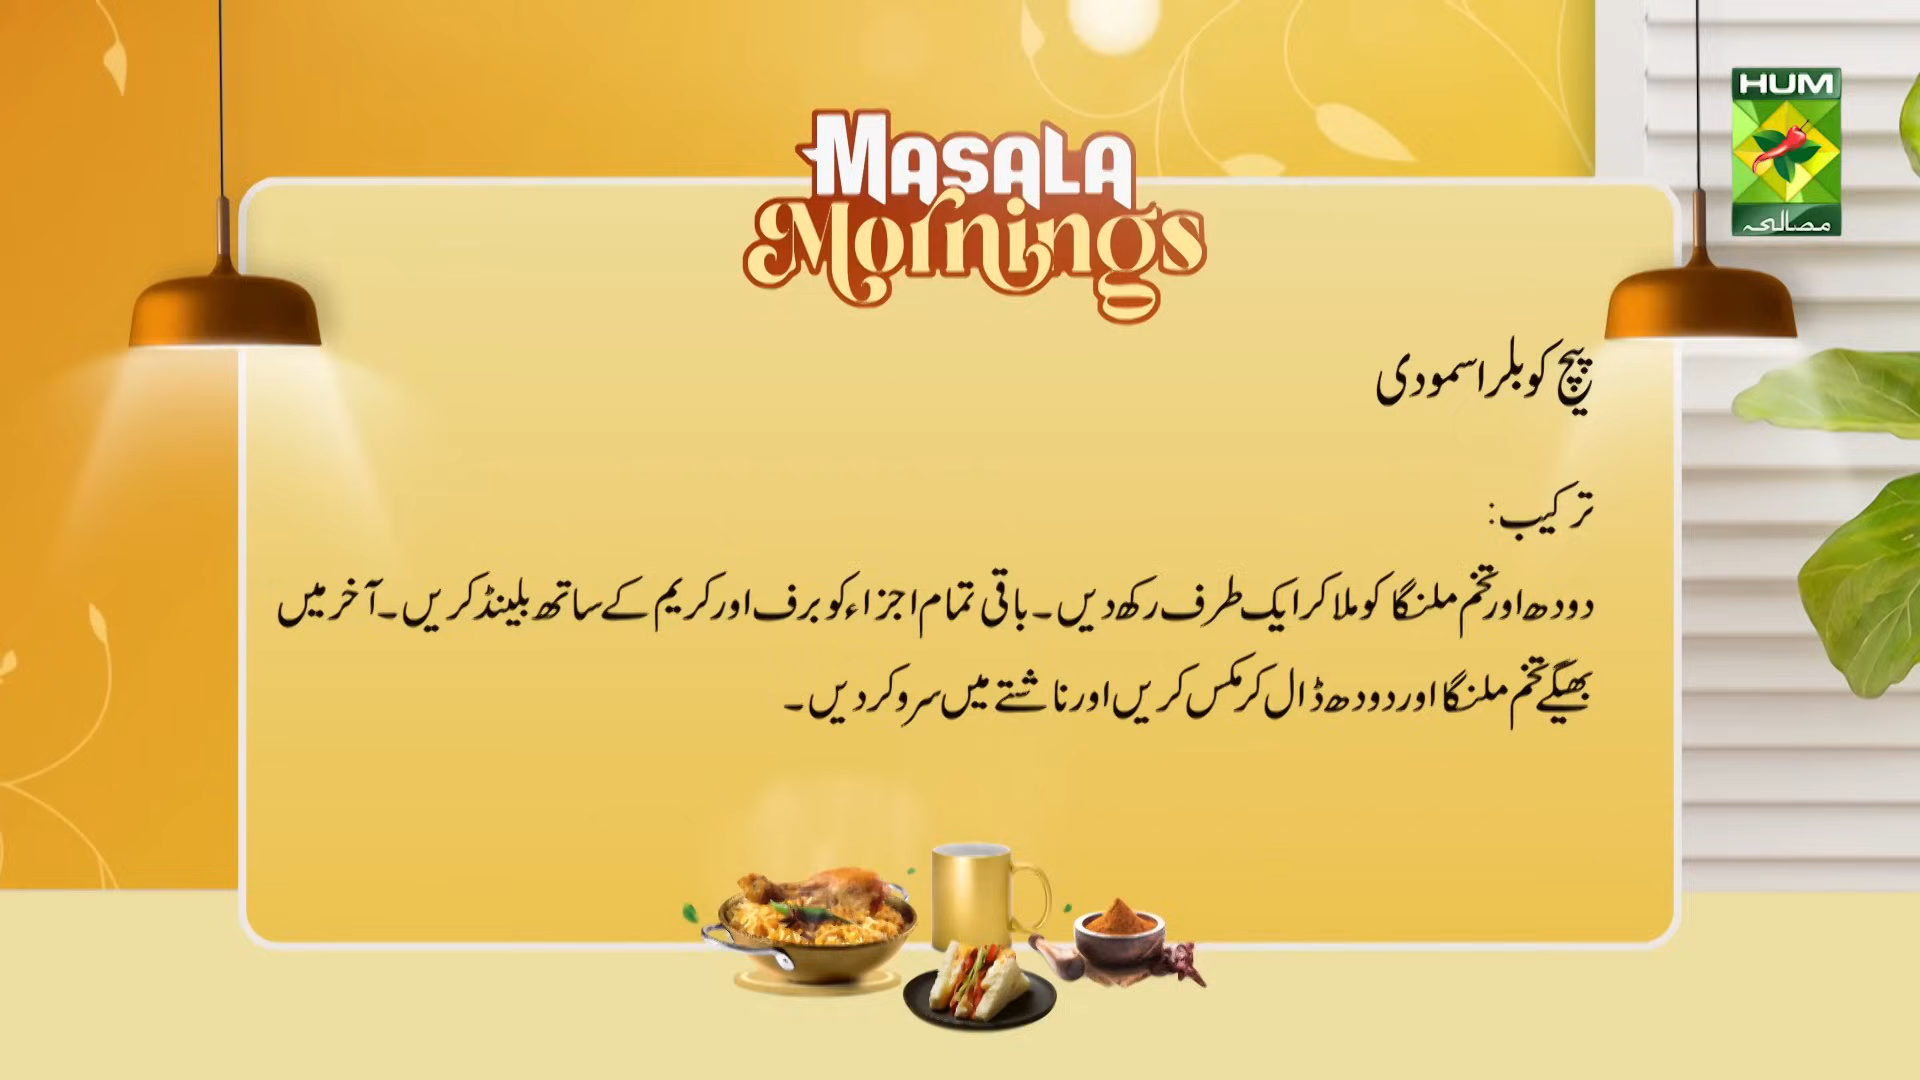 HUM
مصالحہ
MASALA
Mornings
پیچ کوبلر اسمودی
ترکیب:
دودھ اور تخم ملنگا کو ملا کر ایک طرف رکھ دیں۔ باقی تمام اجزاء کو برف اور کریم کے ساتھ بلینڈ کریں۔ آخر میں
بھیگے تخم ملنگا اور دودھ ڈال کر مکس کریں اور ناشتے میں سرو کر دیں۔